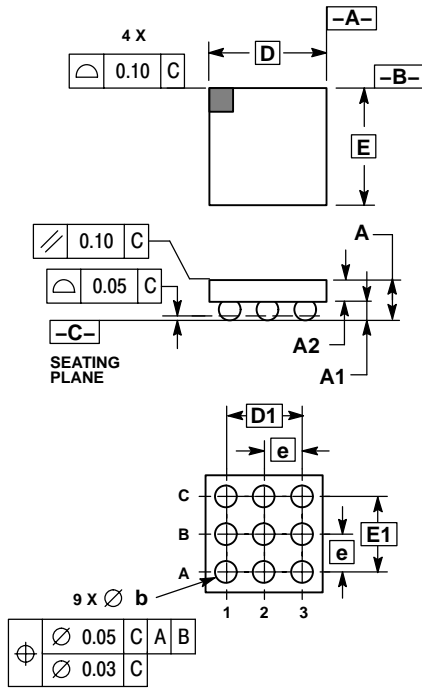 4 X
–A–
D
⌓ 0.10 C
–B–
E
// 0.10 C
A
⌓ 0.05 C
–C–
SEATING
PLANE
A2
A1
D1
e
C
B
E1
e
A
9 X ∅ b
1 2 3
⌖ ∅ 0.05 C A B
∅ 0.03 C